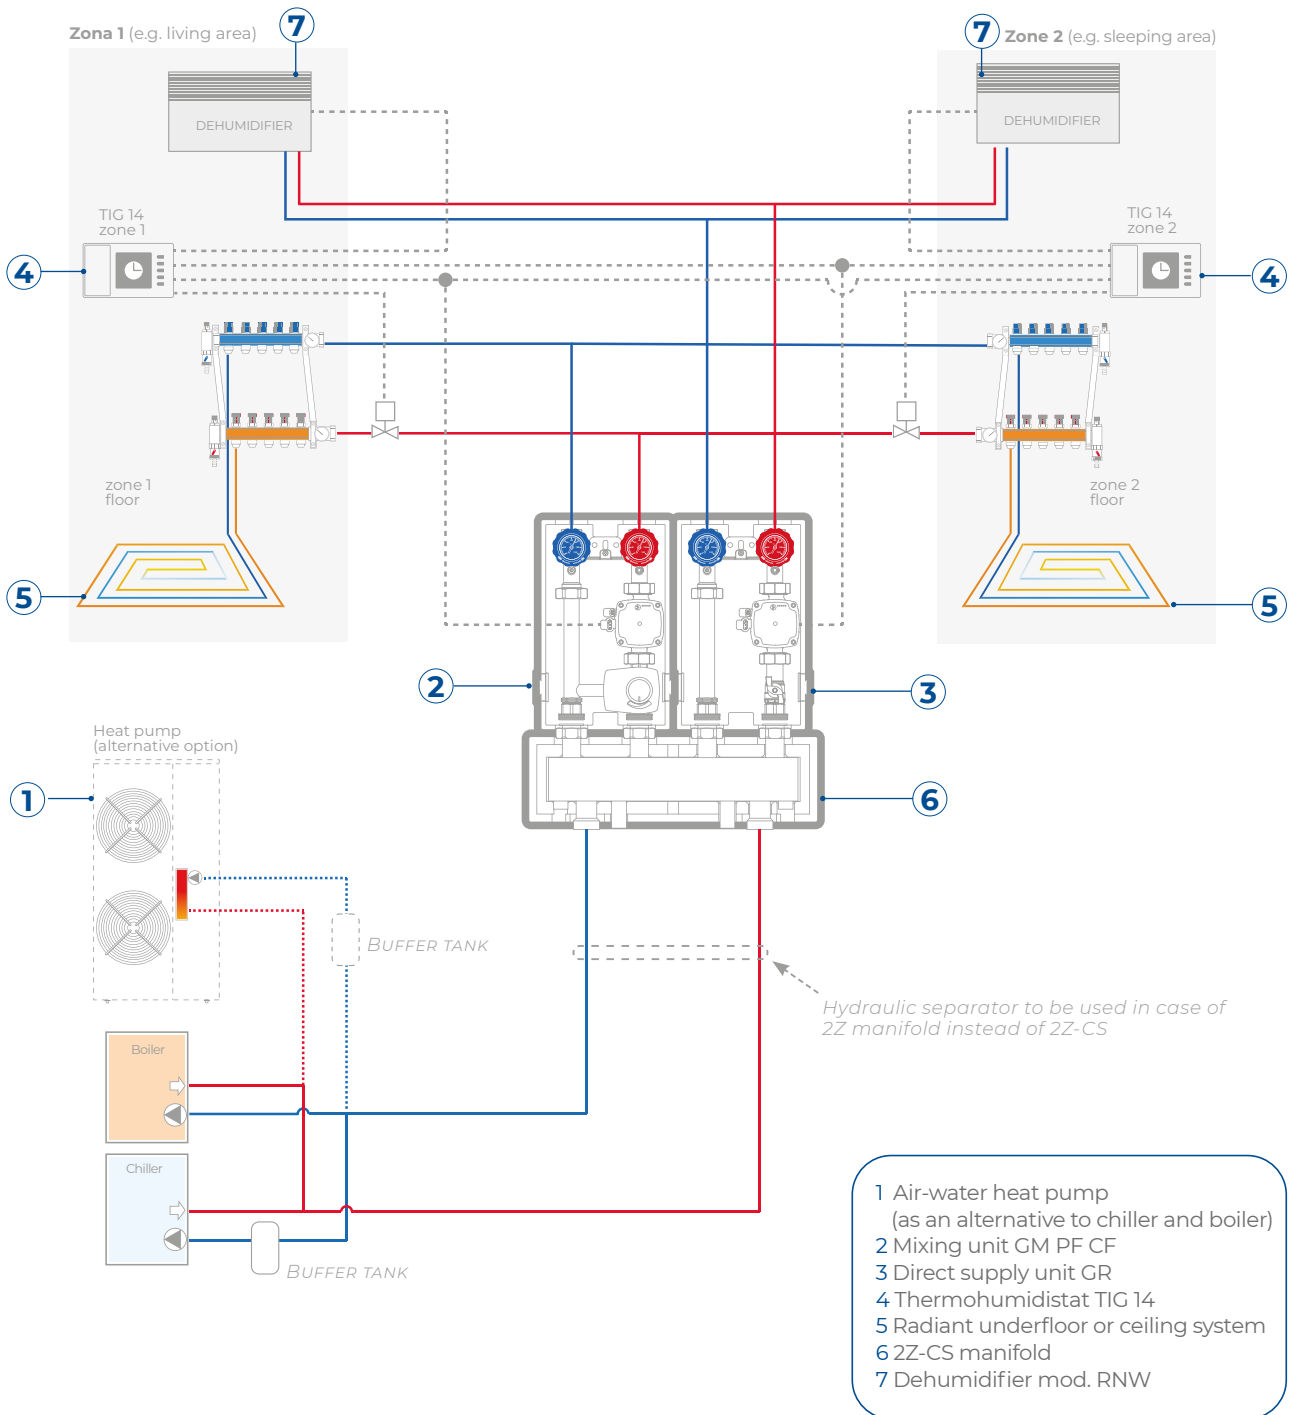 Zona 1 (e.g. living area)
7
7
Zone 2 (e.g. sleeping area)
DEHUMIDIFIER
DEHUMIDIFIER
TIG 14
zone 1
TIG 14
zone 2
4
4
zone 1
floor
zone 2
floor
5
5
2
3
Heat pump
(alternative option)
1
6
BUFFER TANK
Hydraulic separator to be used in case of
2Z manifold instead of 2Z-CS
Boiler
Chiller
BUFFER TANK
1 Air-water heat pump
(as an alternative to chiller and boiler)
2 Mixing unit GM PF CF
3 Direct supply unit GR
4 Thermohumidistat TIG 14
5 Radiant underfloor or ceiling system
6 2Z-CS manifold
7 Dehumidifier mod. RNW